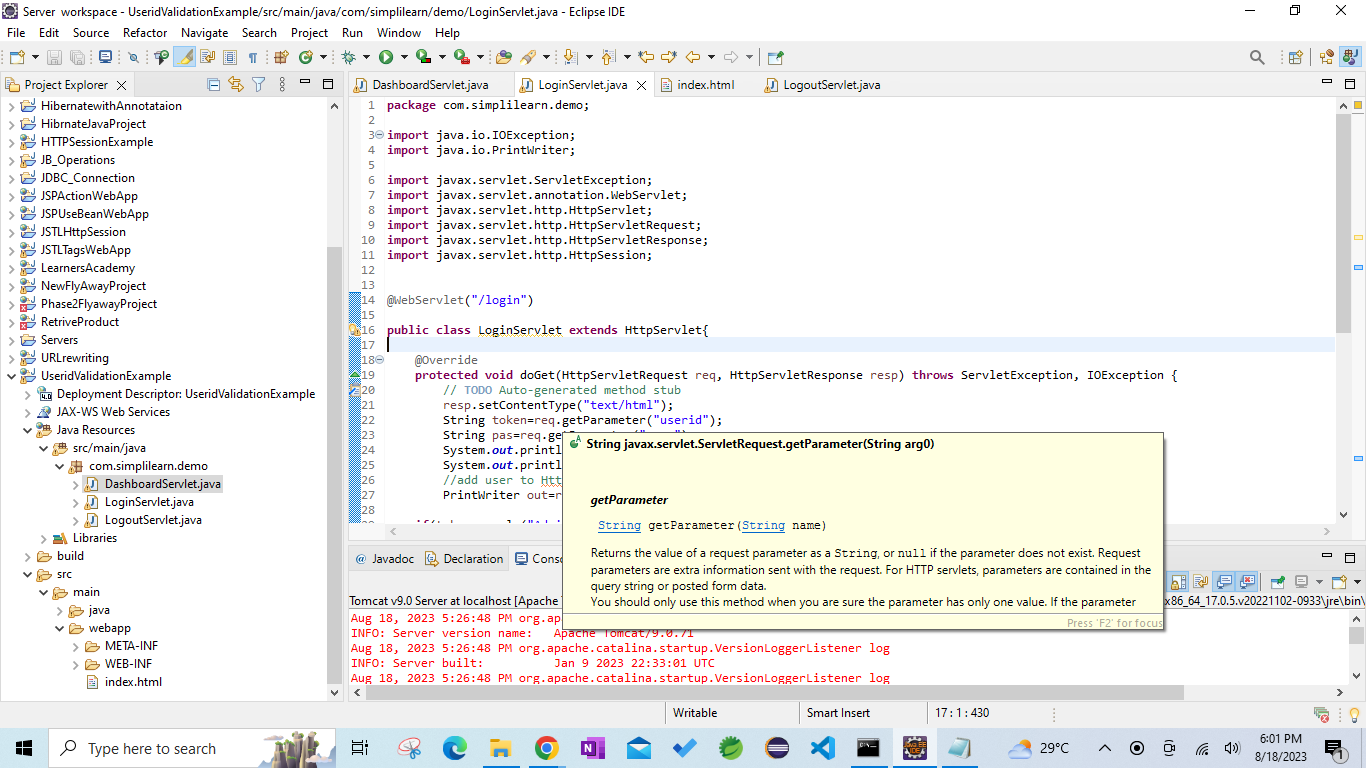 Server workspace - UseridValidationExample/src/main/java/com/simplilearn/demo/LoginServlet.java - Eclipse IDE
File Edit Source Refactor Navigate Search Project Run Window Help
Project Explorer
HibernatewithAnnotataion
HibrnateJavaProject
HTTPSessionExample
JB_Operations
JDBC_Connection
JSPActionWebApp
JSPUseBeanWebApp
JSTLHttpSession
JSTLTagsWebApp
LearnersAcademy
NewFlyAwayProject
Phase2FlyawayProject
RetriveProduct
Servers
URLrewriting
UseridValidationExample
Deployment Descriptor: UseridValidationExample
JAX-WS Web Services
Java Resources
src/main/java
com.simplilearn.demo
DashboardServlet.java
LoginServlet.java
LogoutServlet.java
Libraries
build
src
main
java
webapp
META-INF
WEB-INF
index.html
DashboardServlet.java LoginServlet.java index.html LogoutServlet.java
1 package com.simplilearn.demo;
2
3 import java.io.IOException;
4 import java.io.PrintWriter;
5
6 import javax.servlet.ServletException;
7 import javax.servlet.annotation.WebServlet;
8 import javax.servlet.http.HttpServlet;
9 import javax.servlet.http.HttpServletRequest;
10 import javax.servlet.http.HttpServletResponse;
11 import javax.servlet.http.HttpSession;
12
13
14 @WebServlet("/login")
15
16 public class LoginServlet extends HttpServlet{
17
18 @Override
19 protected void doGet(HttpServletRequest req, HttpServletResponse resp) throws ServletException, IOException {
20 // TODO Auto-generated method stub
21 resp.setContentType("text/html");
22 String token=req.getParameter("userid");
23 String pas=req.ge
24 System.out.printl
25 System.out.printl
26 //add user to Htt
27 PrintWriter out=r
28
String javax.servlet.ServletRequest.getParameter(String arg0)
getParameter
String getParameter(String name)
Returns the value of a request parameter as a String, or null if the parameter does not exist. Request
parameters are extra information sent with the request. For HTTP servlets, parameters are contained in the
query string or posted form data.
You should only use this method when you are sure the parameter has only one value. If the parameter
Press 'F2' for focus
@ Javadoc Declaration Conso
Tomcat v9.0 Server at localhost [Apache x86_64_17.0.5.v20221102-0933\jre\bin\
Aug 18, 2023 5:26:48 PM org.ap
INFO: Server version name: Apache Tomcat/9.0.71
Aug 18, 2023 5:26:48 PM org.apache.catalina.startup.VersionLoggerListener log
INFO: Server built: Jan 9 2023 22:33:01 UTC
Aug 18, 2023 5:26:48 PM org.apache.catalina.startup.VersionLoggerListener log
Writable Smart Insert 17 : 1 : 430
Type here to search
29°C
6:01 PM
8/18/2023
1